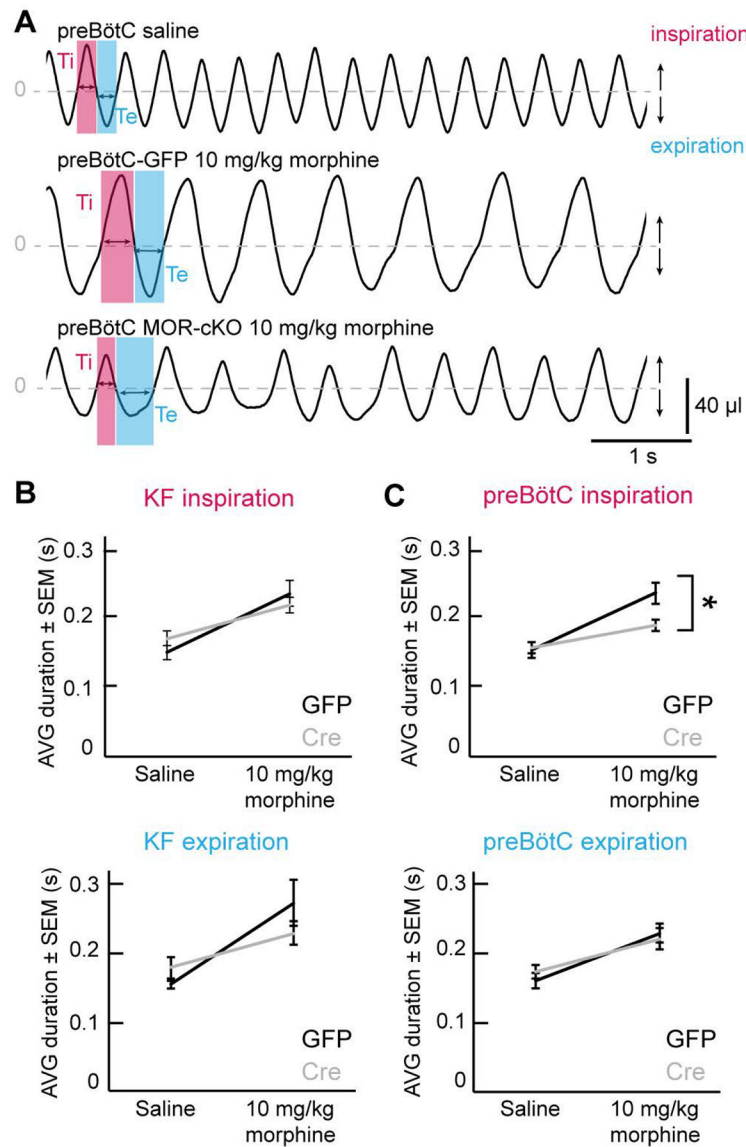 A
preBötC saline
inspiration
Ti
0
Te
expiration
preBötC-GFP 10 mg/kg morphine
Ti
0
Te
preBötC MOR-cKO 10 mg/kg morphine
Ti
0
Te
40 µl
1 s
B
KF inspiration
AVG duration ± SEM (s)
0.3
0.2
0.1
0
GFP
Cre
Saline
10 mg/kg
morphine
C
preBötC inspiration
AVG duration ± SEM (s)
0.3
0.2
0.1
0
*
GFP
Cre
Saline
10 mg/kg
morphine
KF expiration
AVG duration ± SEM (s)
0.3
0.2
0.1
0
GFP
Cre
Saline
10 mg/kg
morphine
preBötC expiration
AVG duration ± SEM (s)
0.3
0.2
0.1
0
GFP
Cre
Saline
10 mg/kg
morphine